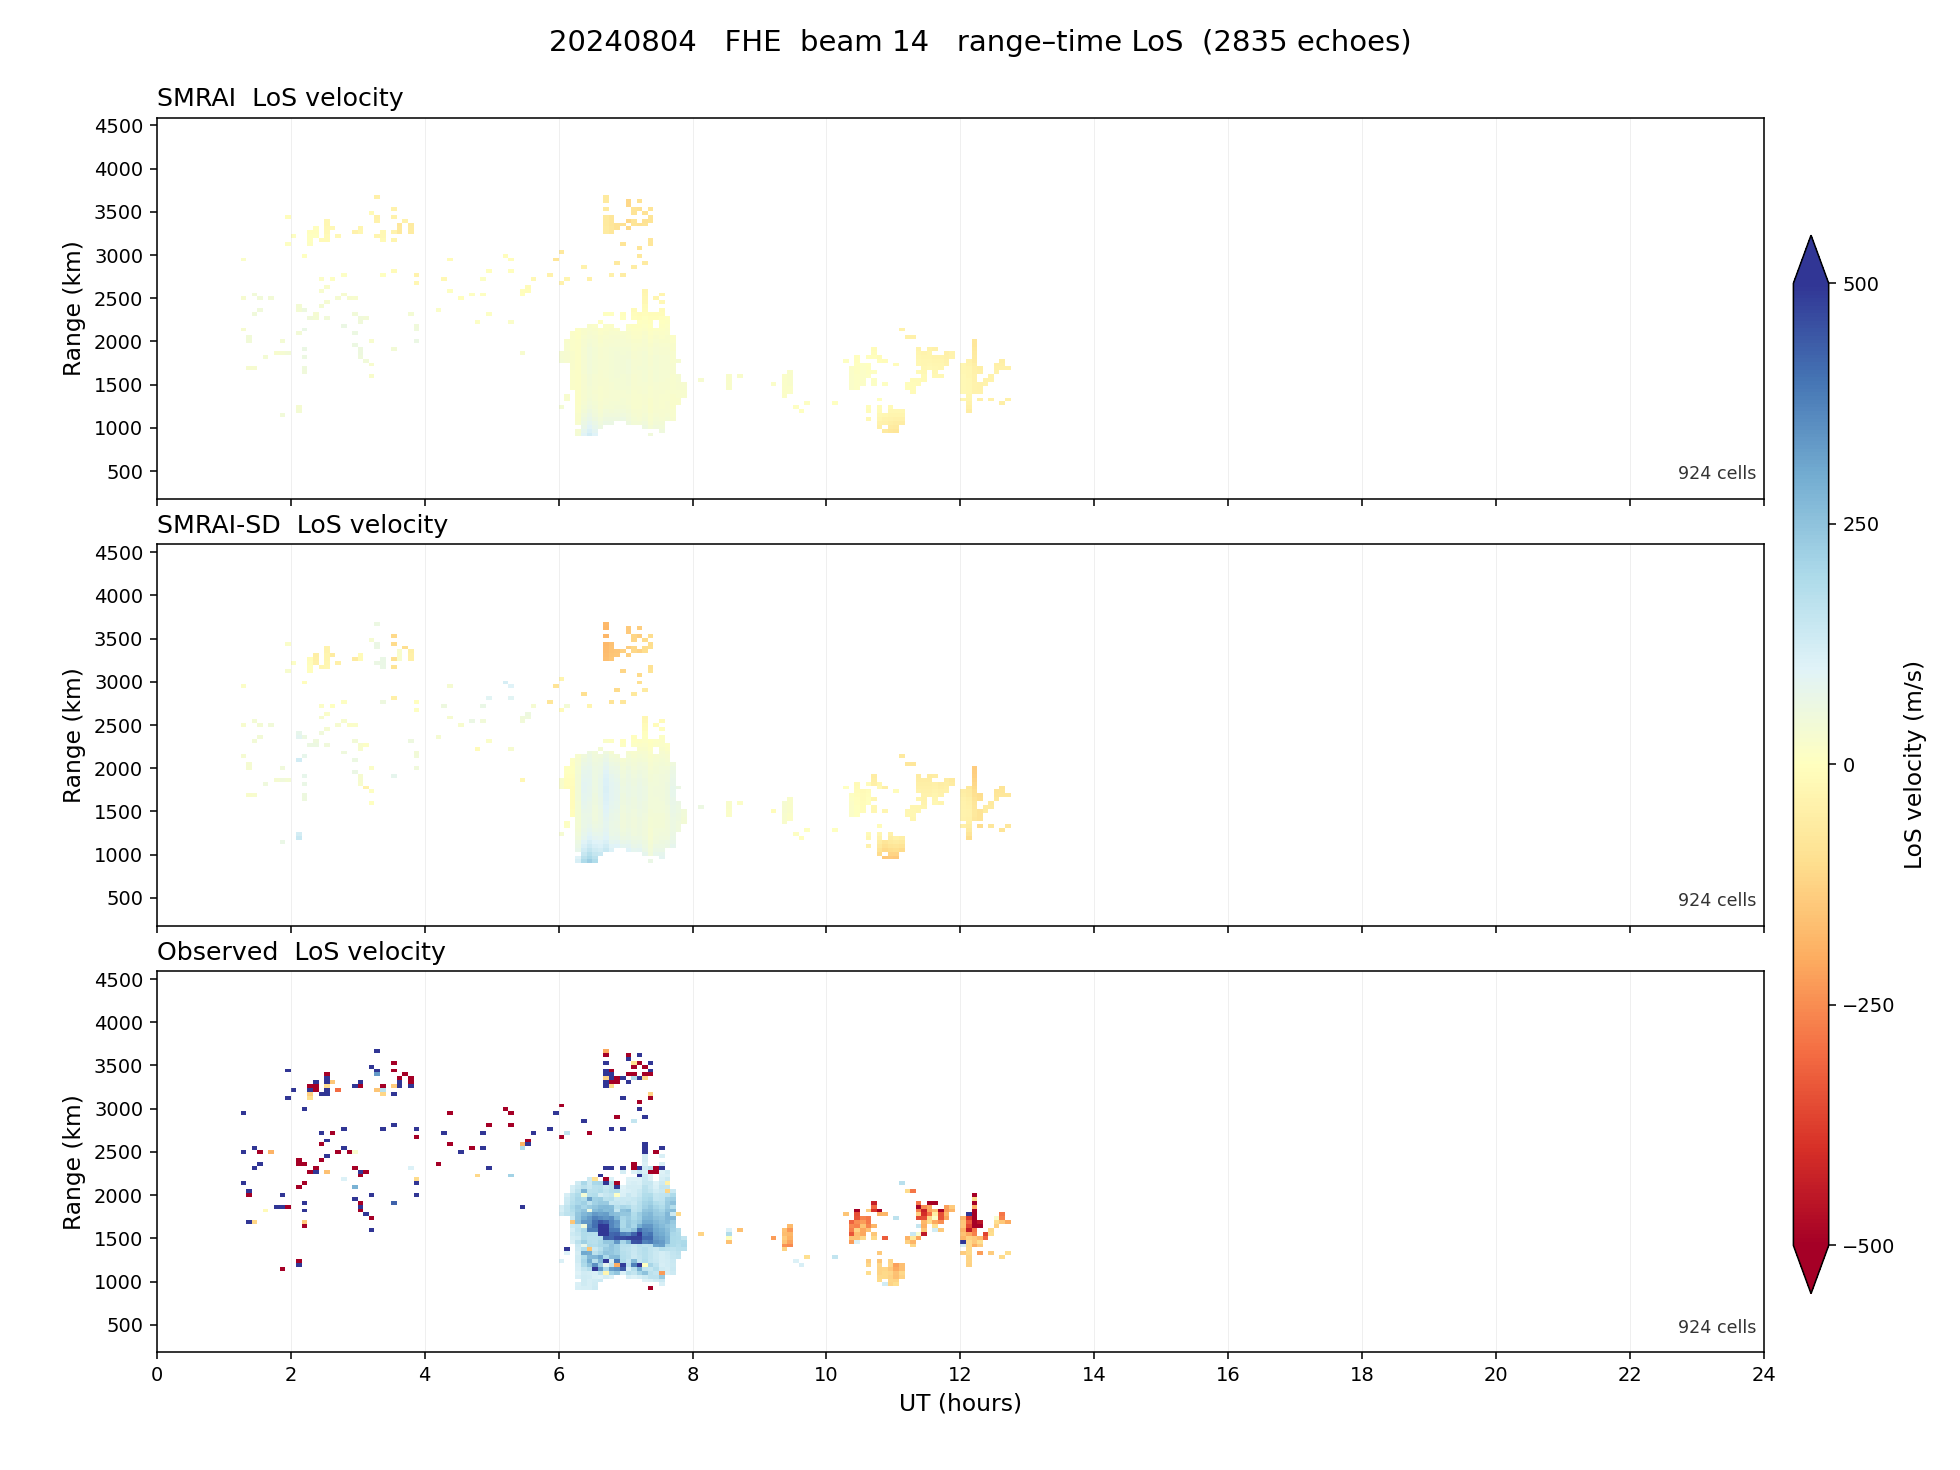 20240804   FHE  beam 14   range–time LoS  (2835 echoes)
SMRAI  LoS velocity
4500
4000
3500
3000
2500
2000
1500
1000
500
Range (km)
924 cells
SMRAI-SD  LoS velocity
4500
4000
3500
3000
2500
2000
1500
1000
500
Range (km)
924 cells
Observed  LoS velocity
4500
4000
3500
3000
2500
2000
1500
1000
500
Range (km)
924 cells
0 2 4 6 8 10 12 14 16 18 20 22 24
UT (hours)
500
250
0
−250
−500
LoS velocity (m/s)